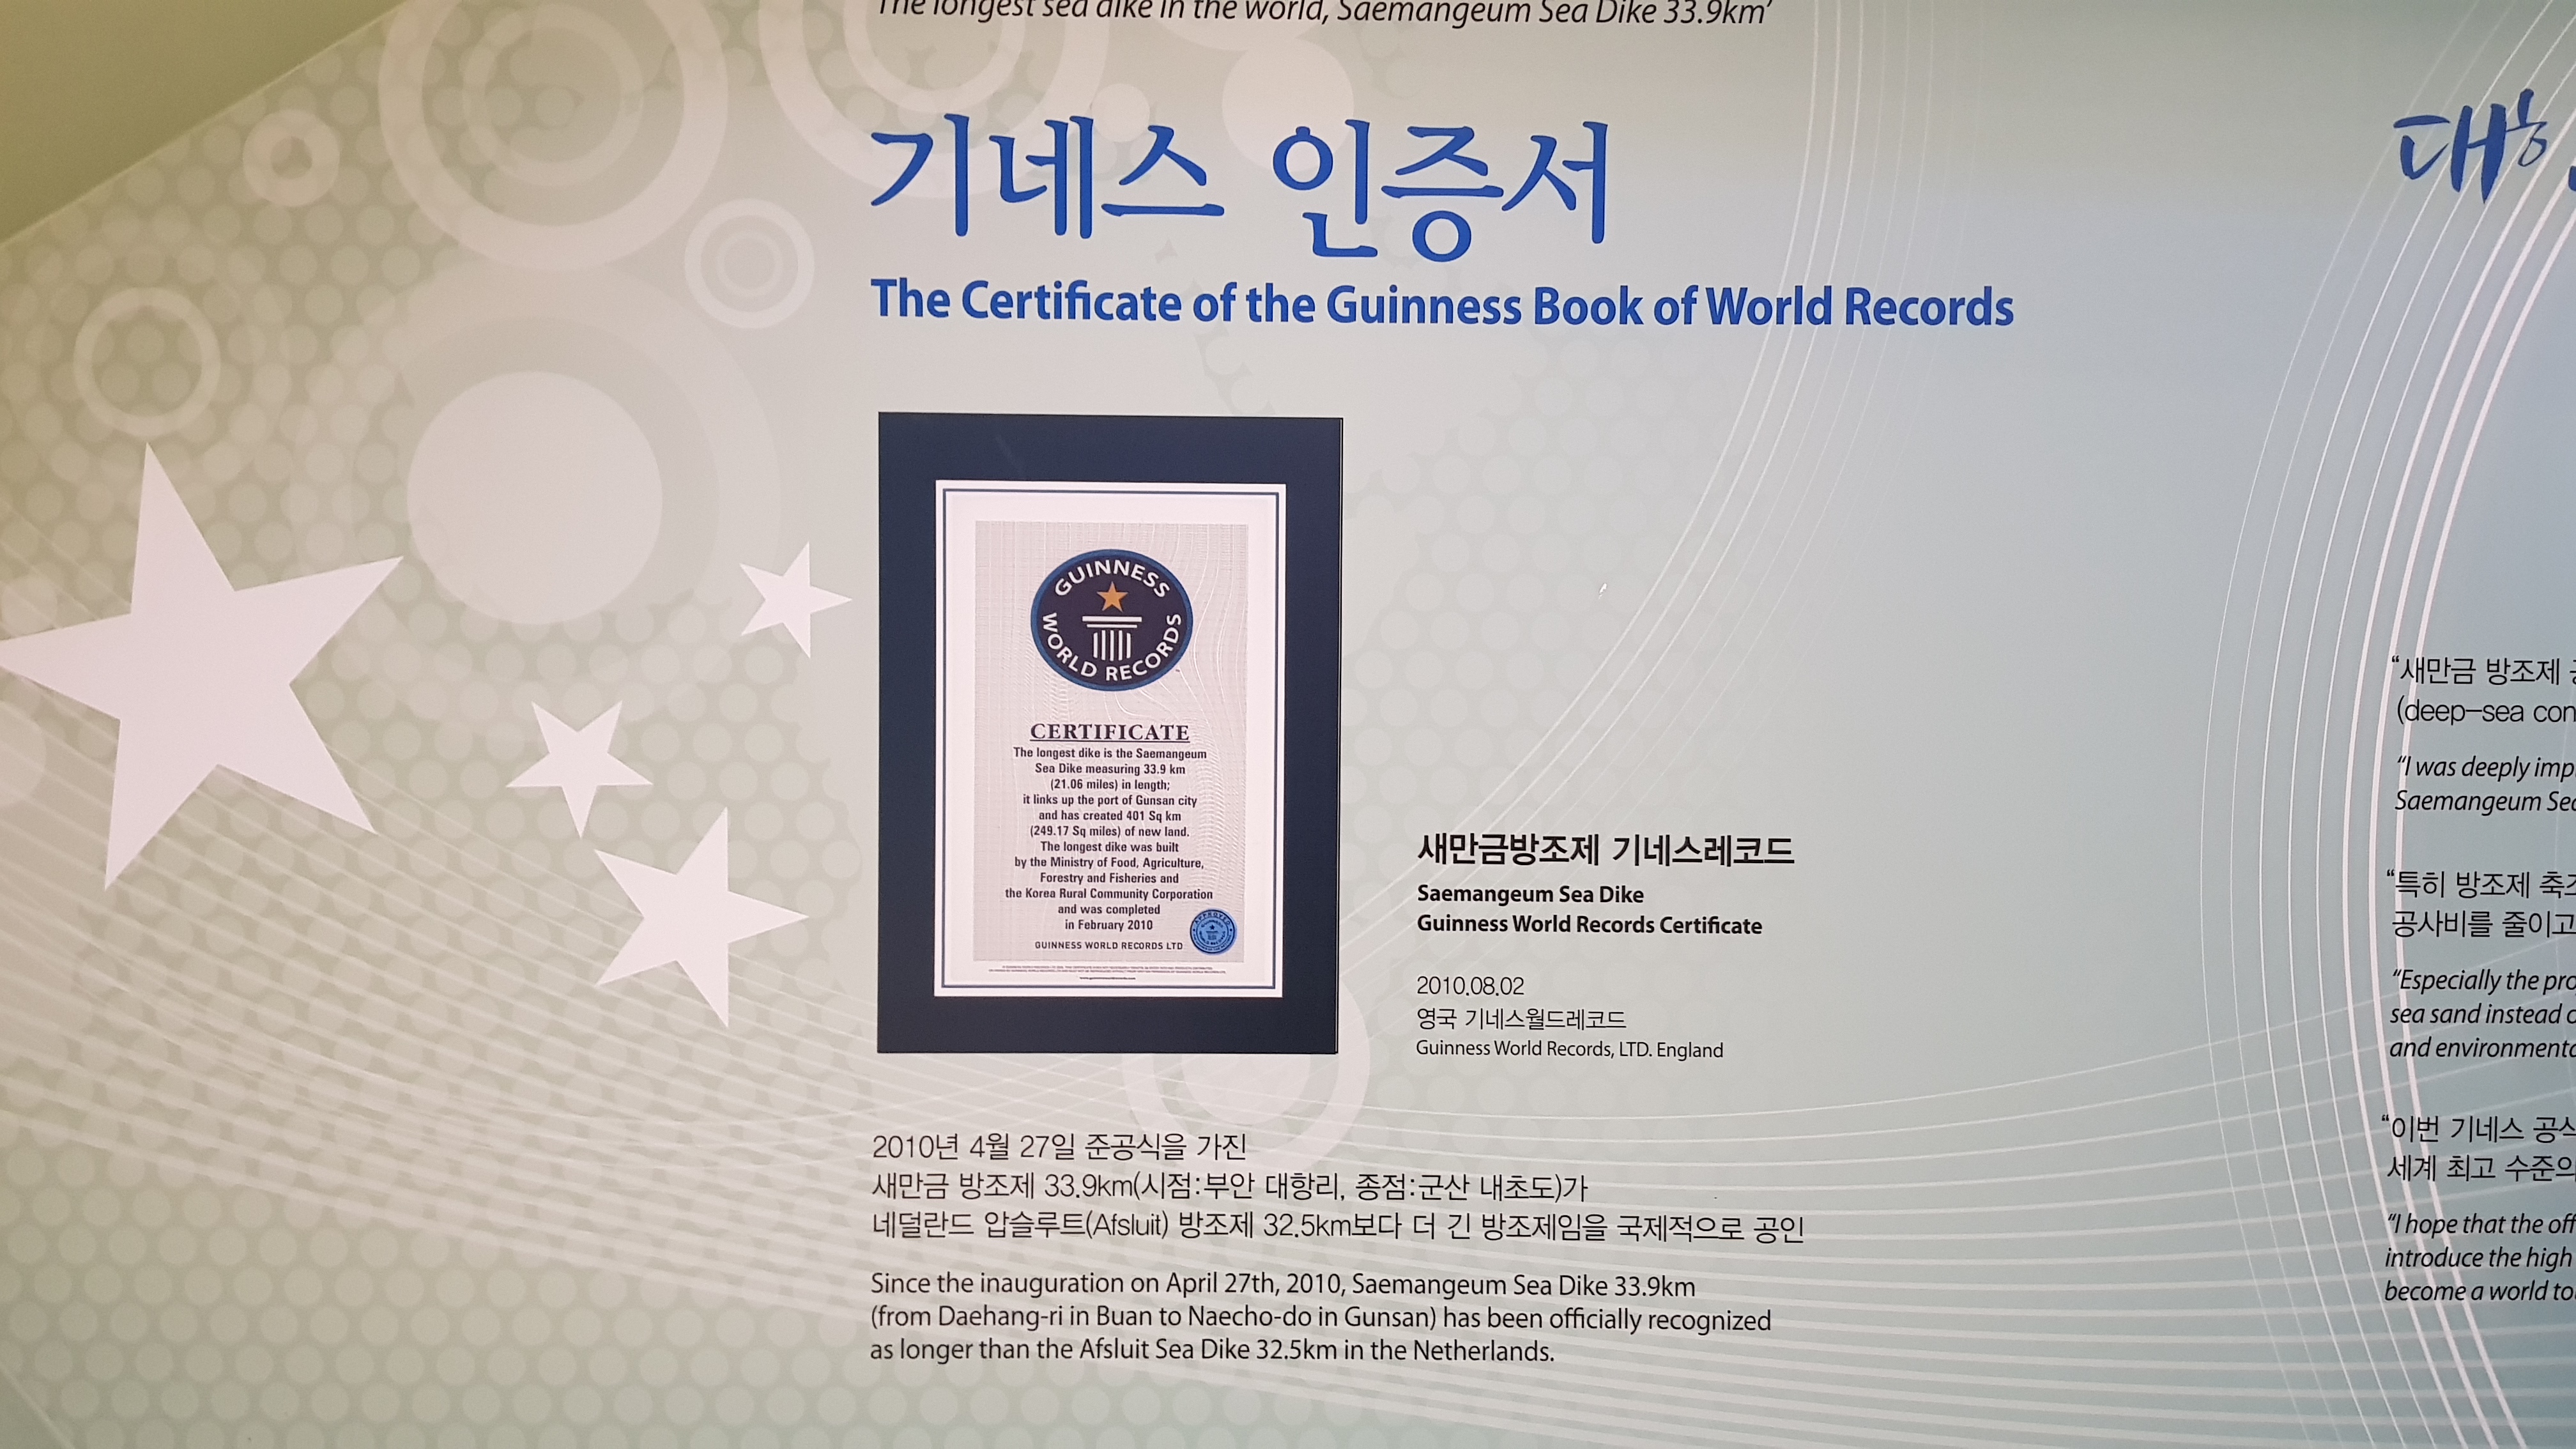 The longest sea dike in the world, Saemangeum Sea Dike 33.9km'
기네스 인증서
The Certificate of the Guinness Book of World Records
GUINNESS
WORLD RECORDS
CERTIFICATE
The longest dike is the Saemangeum
Sea Dike measuring 33.9 km
(21.06 miles) in length;
it links up the port of Gunsan city
and has created 401 Sq km
(249.17 Sq miles) of new land.
The longest dike was built
by the Ministry of Food, Agriculture,
Forestry and Fisheries and
the Korea Rural Community Corporation
and was completed
in February 2010
GUINNESS WORLD RECORDS LTD
APPROVED
새만금방조제 기네스레코드
Saemangeum Sea Dike
Guinness World Records Certificate
2010.08.02
영국 기네스월드레코드
Guinness World Records, LTD. England
2010년 4월 27일 준공식을 가진
새만금 방조제 33.9km(시점:부안 대항리, 종점:군산 내초도)가
네덜란드 압슬루트(Afsluit) 방조제 32.5km보다 더 긴 방조제임을 국제적으로 공인
Since the inauguration on April 27th, 2010, Saemangeum Sea Dike 33.9km
(from Daehang-ri in Buan to Naecho-do in Gunsan) has been officially recognized
as longer than the Afsluit Sea Dike 32.5km in the Netherlands.
대
“새만금 방조제
(deep-sea con
“I was deeply imp
Saemangeum Sea
“특히 방조제 축조
공사비를 줄이고
“Especially the pro
sea sand instead o
and environmenta
“이번 기네스 공식
세계 최고 수준의
“I hope that the off
introduce the high
become a world to